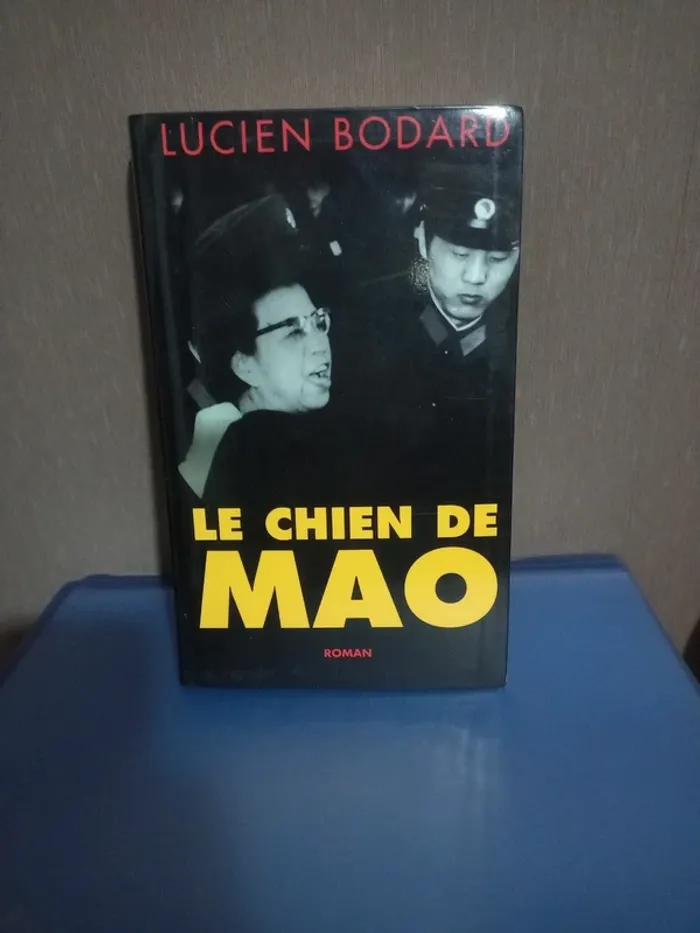 LUCIEN BODARD
LE CHIEN DE
MAO
ROMAN